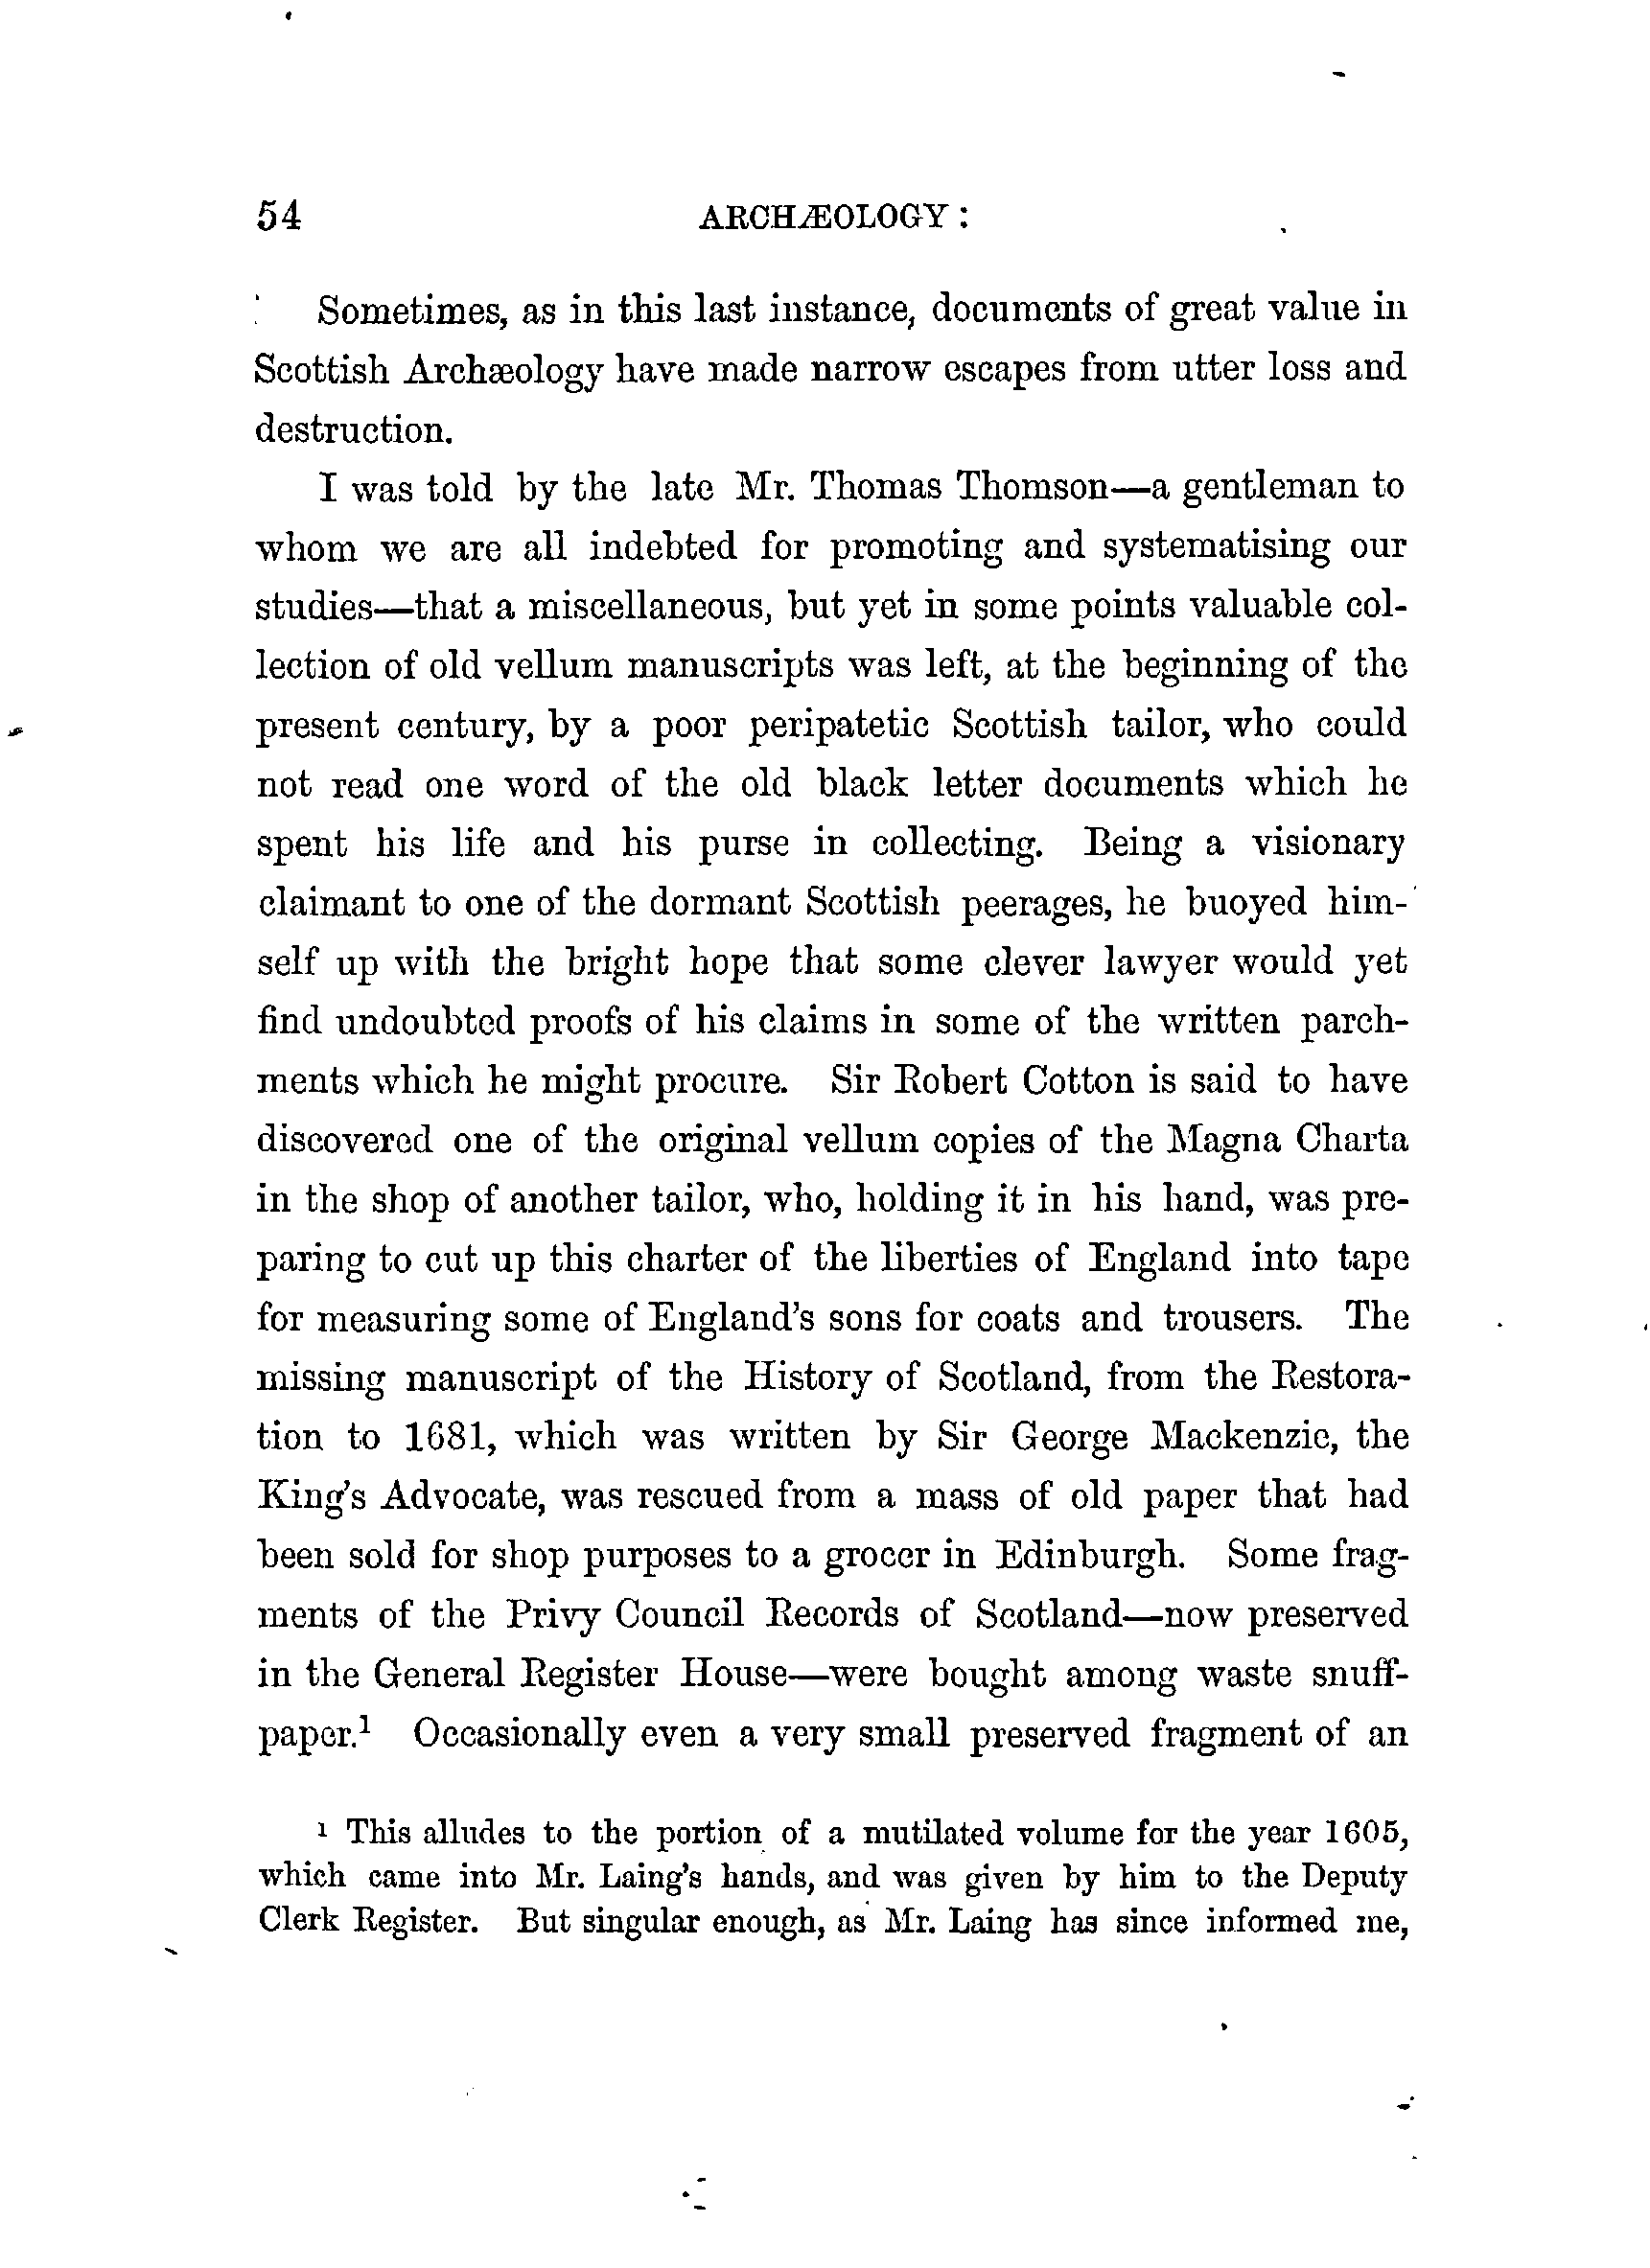 54 ARCHÆOLOGY :
Sometimes, as in this last instance, documents of great value in
Scottish Archæology have made narrow escapes from utter loss and
destruction.
I was told by the late Mr. Thomas Thomson—a gentleman to
whom we are all indebted for promoting and systematising our
studies—that a miscellaneous, but yet in some points valuable col-
lection of old vellum manuscripts was left, at the beginning of the
present century, by a poor peripatetic Scottish tailor, who could
not read one word of the old black letter documents which he
spent his life and his purse in collecting. Being a visionary
claimant to one of the dormant Scottish peerages, he buoyed him-
self up with the bright hope that some clever lawyer would yet
find undoubted proofs of his claims in some of the written parch-
ments which he might procure. Sir Robert Cotton is said to have
discovered one of the original vellum copies of the Magna Charta
in the shop of another tailor, who, holding it in his hand, was pre-
paring to cut up this charter of the liberties of England into tape
for measuring some of England's sons for coats and trousers. The
missing manuscript of the History of Scotland, from the Restora-
tion to 1681, which was written by Sir George Mackenzie, the
King's Advocate, was rescued from a mass of old paper that had
been sold for shop purposes to a grocer in Edinburgh. Some frag-
ments of the Privy Council Records of Scotland—now preserved
in the General Register House—were bought among waste snuff-
paper.¹ Occasionally even a very small preserved fragment of an
¹ This alludes to the portion of a mutilated volume for the year 1605,
which came into Mr. Laing's hands, and was given by him to the Deputy
Clerk Register. But singular enough, as Mr. Laing has since informed me,